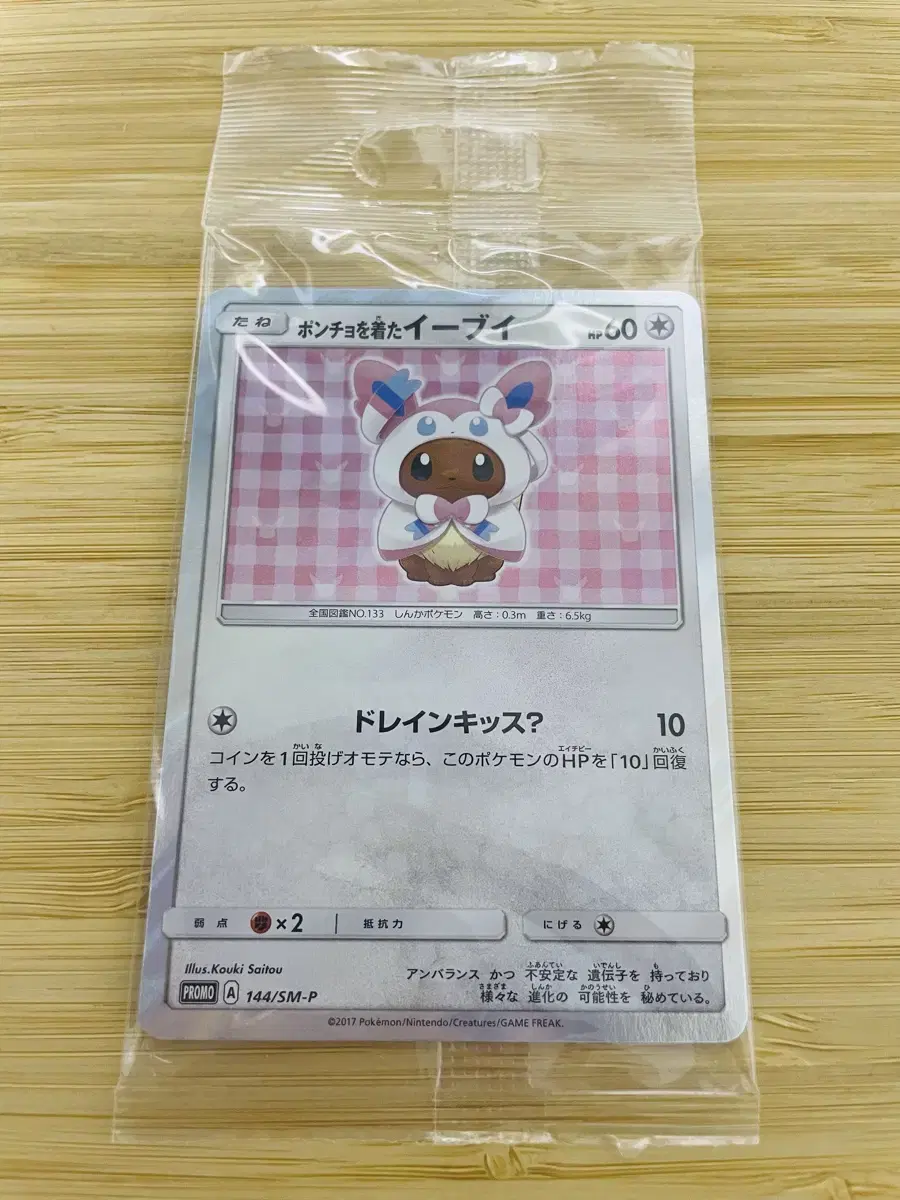 たね ポンチョを着たイーブイ HP60
全国図鑑NO.133 しんかポケモン 高さ:0.3m 重さ:6.5kg
ドレインキッス? 10
コインを1回投げオモテなら、このポケモンのHPを「10」回復
する。
弱点 ×2 抵抗力 にげる
Illus.Kouki Saitou
アンバランス かつ 不安定な 遺伝子を 持っており
PROMO A 144/SM-P
様々な 進化の 可能性を 秘めている。
©2017 Pokémon/Nintendo/Creatures/GAME FREAK.